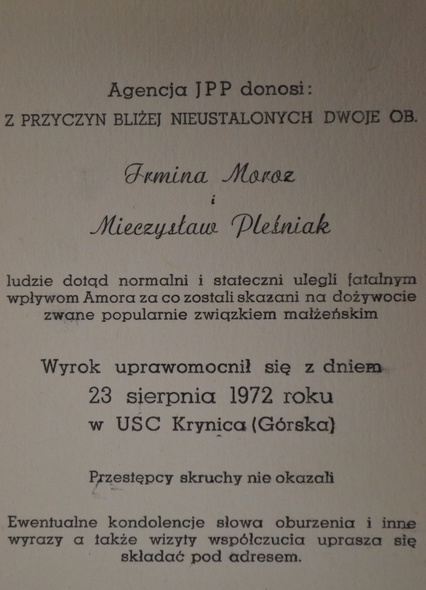 Agencja JPP donosi:
Z PRZYCZYN BLIŻEJ NIEUSTALONYCH DWOJE OB.
Irmina Moroz
i
Mieczysław Pleśniak
ludzie dotąd normalni i stateczni ulegli fatalnym
wpływom Amora za co zostali skazani na dożywocie
zwane popularnie związkiem małżeńskim
Wyrok uprawomocnił się z dniem
23 sierpnia 1972 roku
w USC Krynica (Górska)
Przestępcy skruchy nie okazali
Ewentualne kondolencje słowa oburzenia i inne
wyrazy a także wizyty współczucia uprasza się
składać pod adresem.